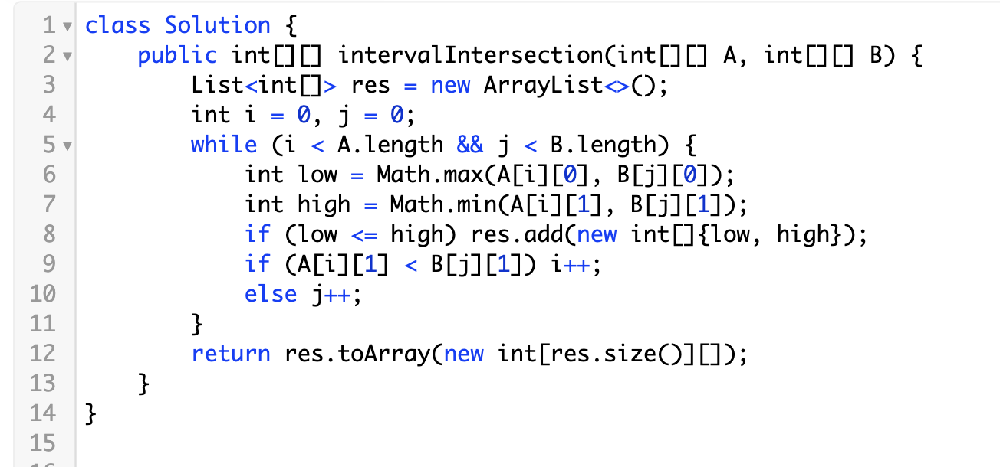 1 class Solution {
2 public int[][] intervalIntersection(int[][] A, int[][] B) {
3 List<int[]> res = new ArrayList<>();
4 int i = 0, j = 0;
5 while (i < A.length && j < B.length) {
6 int low = Math.max(A[i][0], B[j][0]);
7 int high = Math.min(A[i][1], B[j][1]);
8 if (low <= high) res.add(new int[]{low, high});
9 if (A[i][1] < B[j][1]) i++;
10 else j++;
11 }
12 return res.toArray(new int[res.size()][]);
13 }
14 }
15